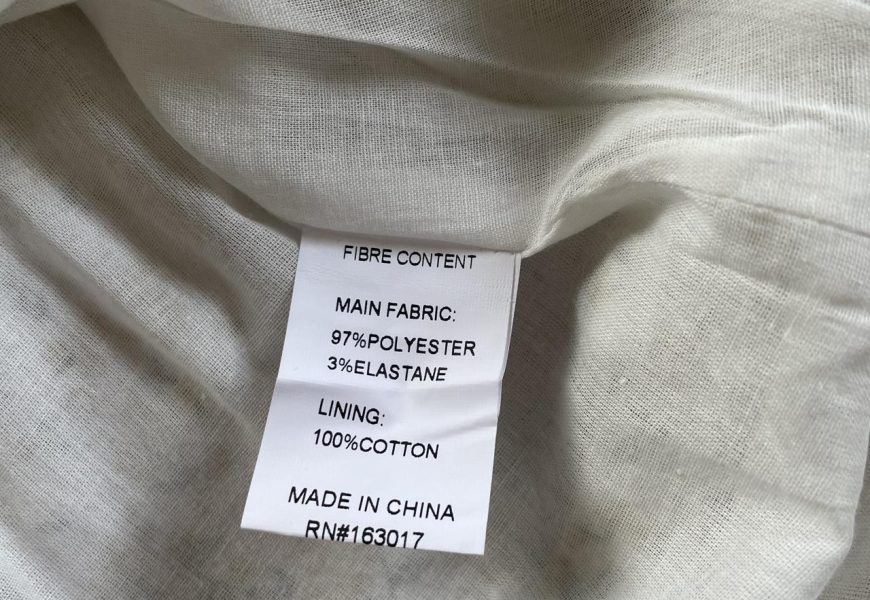 FIBRE CONTENT
MAIN FABRIC:
97%POLYESTER
3%ELASTANE
LINING:
100%COTTON
MADE IN CHINA
RN#163017